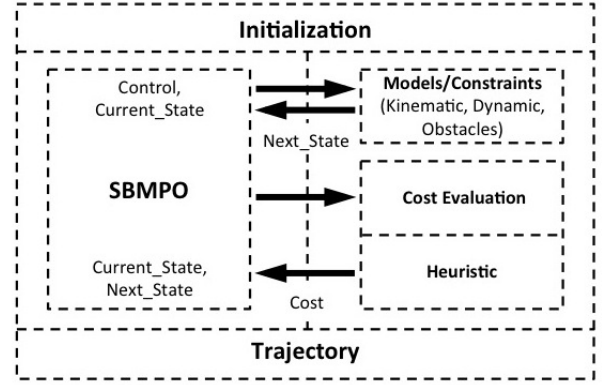 Initialization
Control,
Current_State
Models/Constraints
(Kinematic, Dynamic,
Obstacles)
Next_State
SBMPO
Cost Evaluation
Current_State,
Next_State
Heuristic
Cost
Trajectory